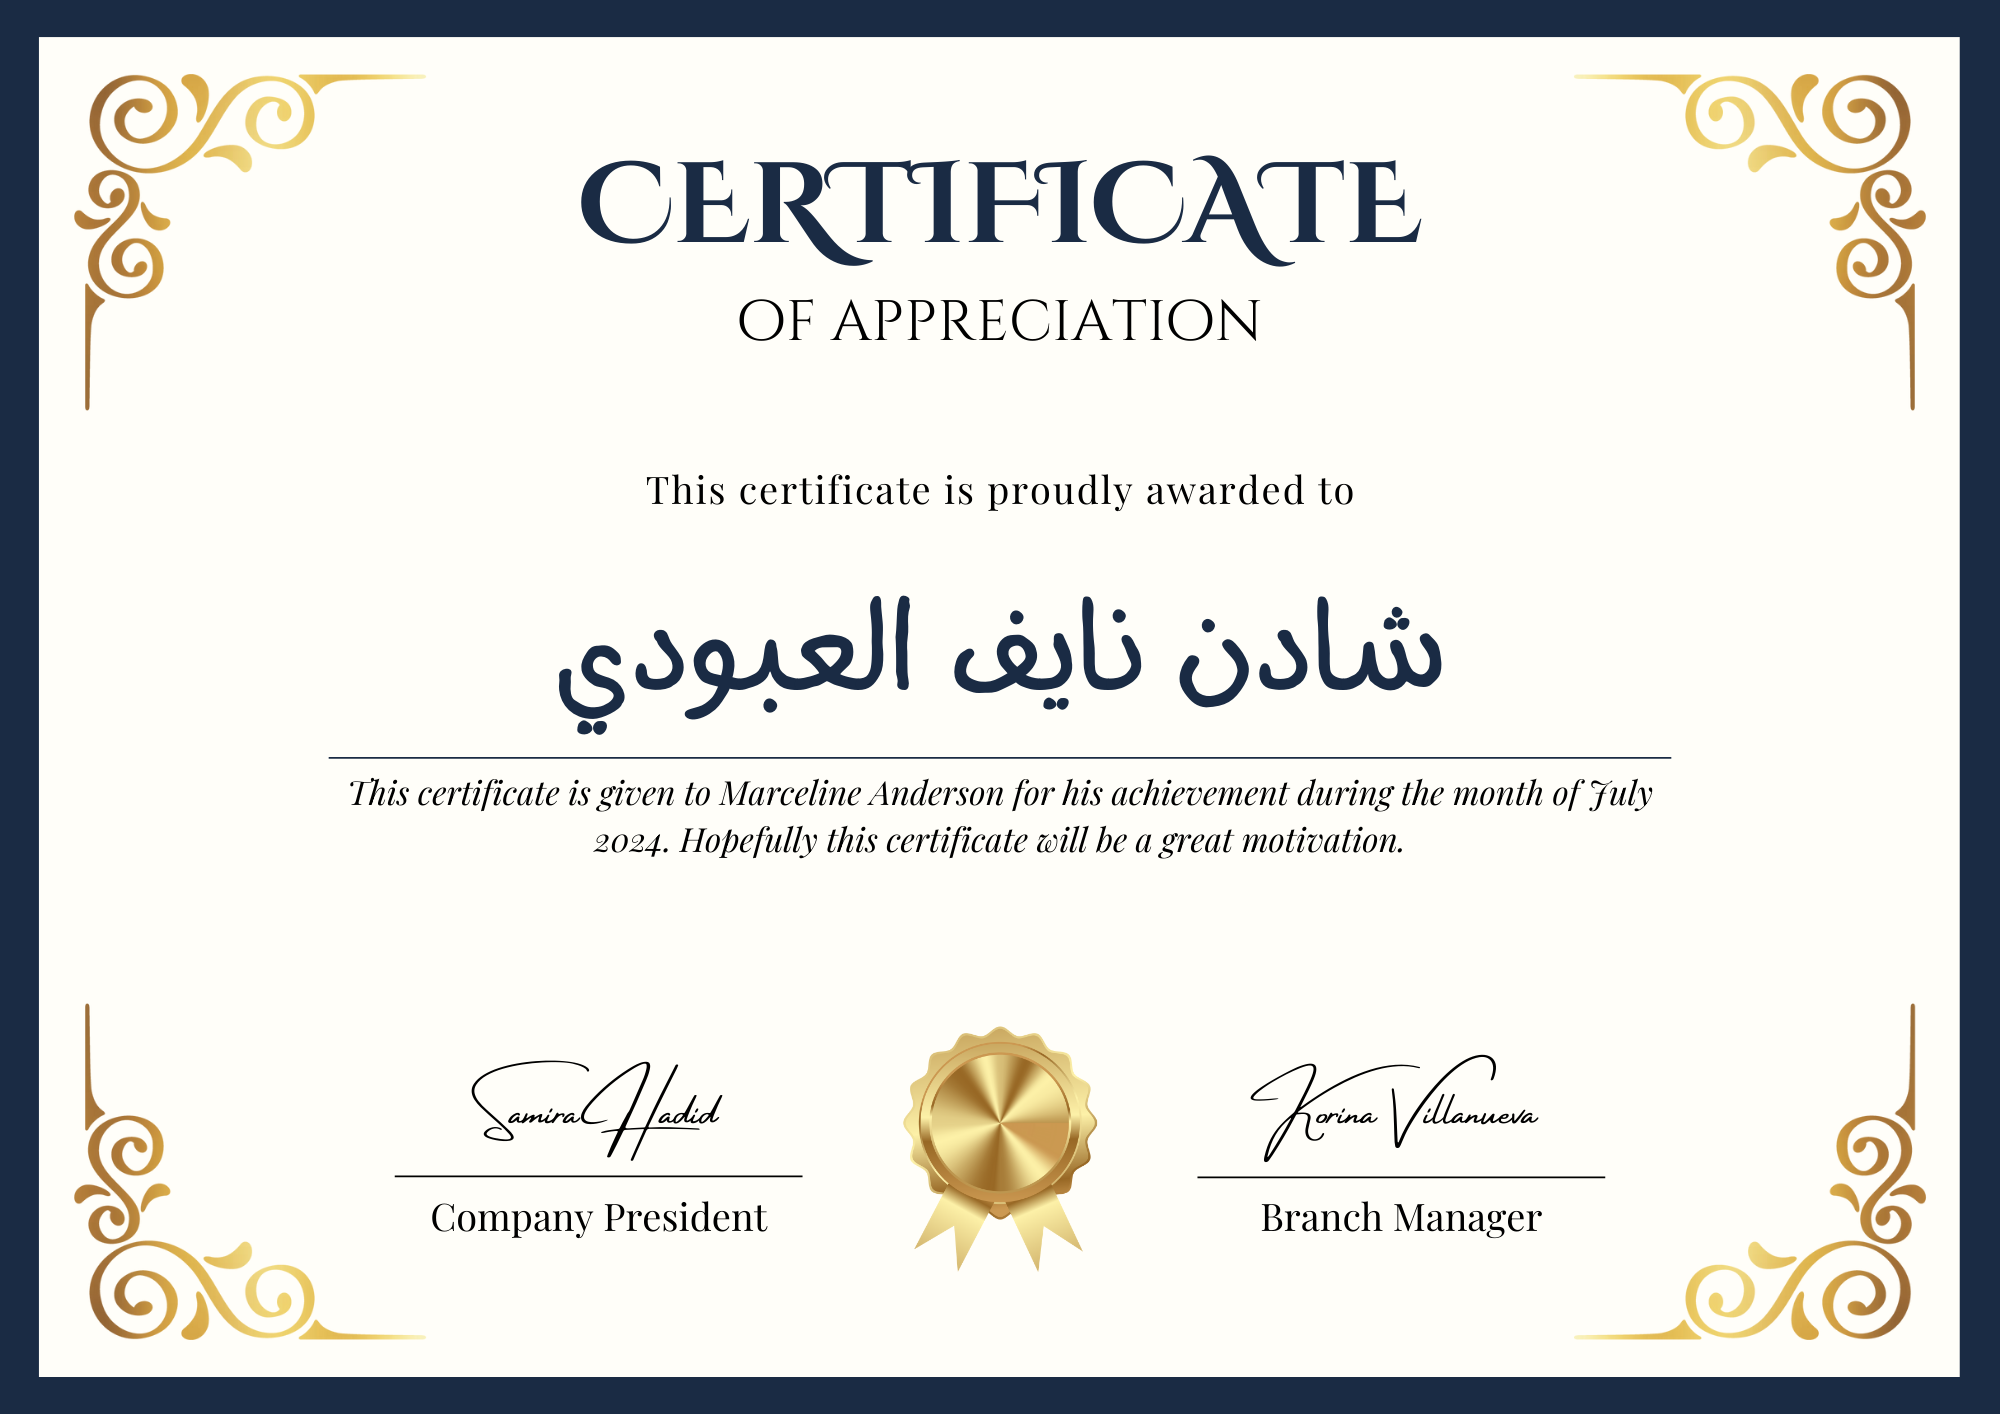 CERTIFICATE
OF APPRECIATION
This certificate is proudly awarded to
شادن نايف العبودي
This certificate is given to Marceline Anderson for his achievement during the month of July
2024. Hopefully this certificate will be a great motivation.
Samira Hadid
Korina Villanueva
Company President
Branch Manager